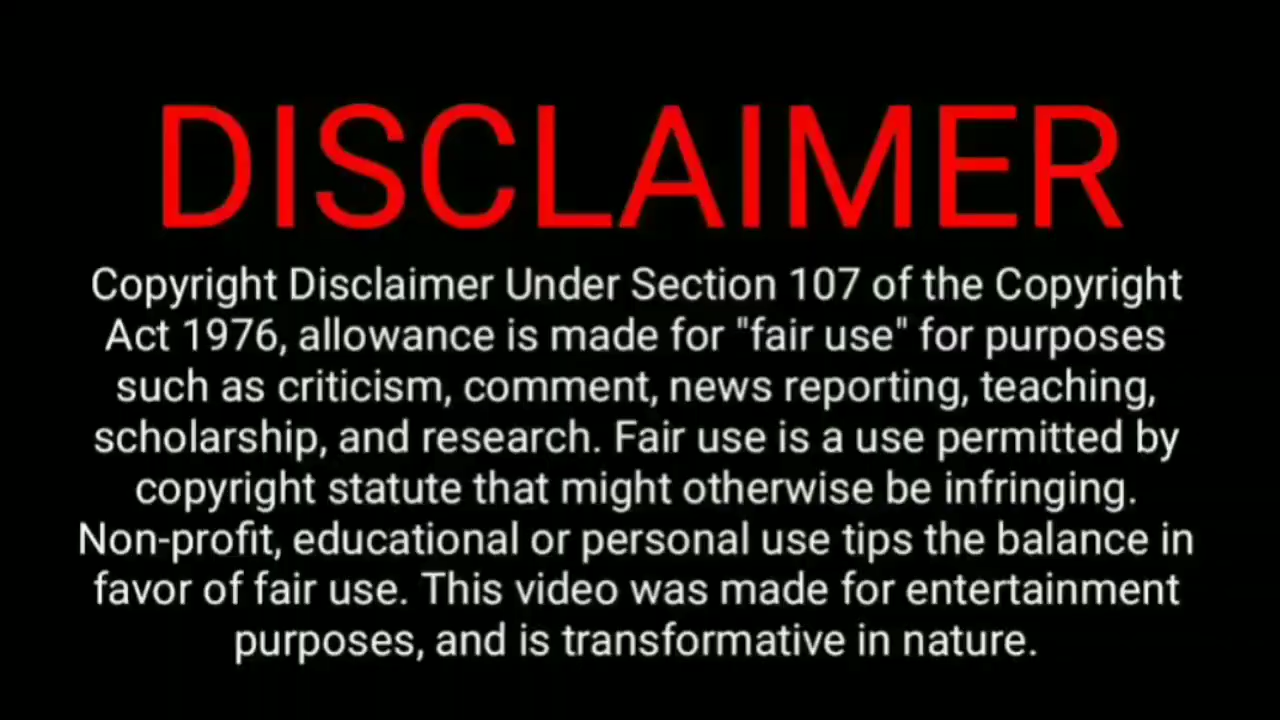 DISCLAIMER
Copyright Disclaimer Under Section 107 of the Copyright
Act 1976, allowance is made for "fair use" for purposes
such as criticism, comment, news reporting, teaching,
scholarship, and research. Fair use is a use permitted by
copyright statute that might otherwise be infringing.
Non-profit, educational or personal use tips the balance in
favor of fair use. This video was made for entertainment
purposes, and is transformative in nature.